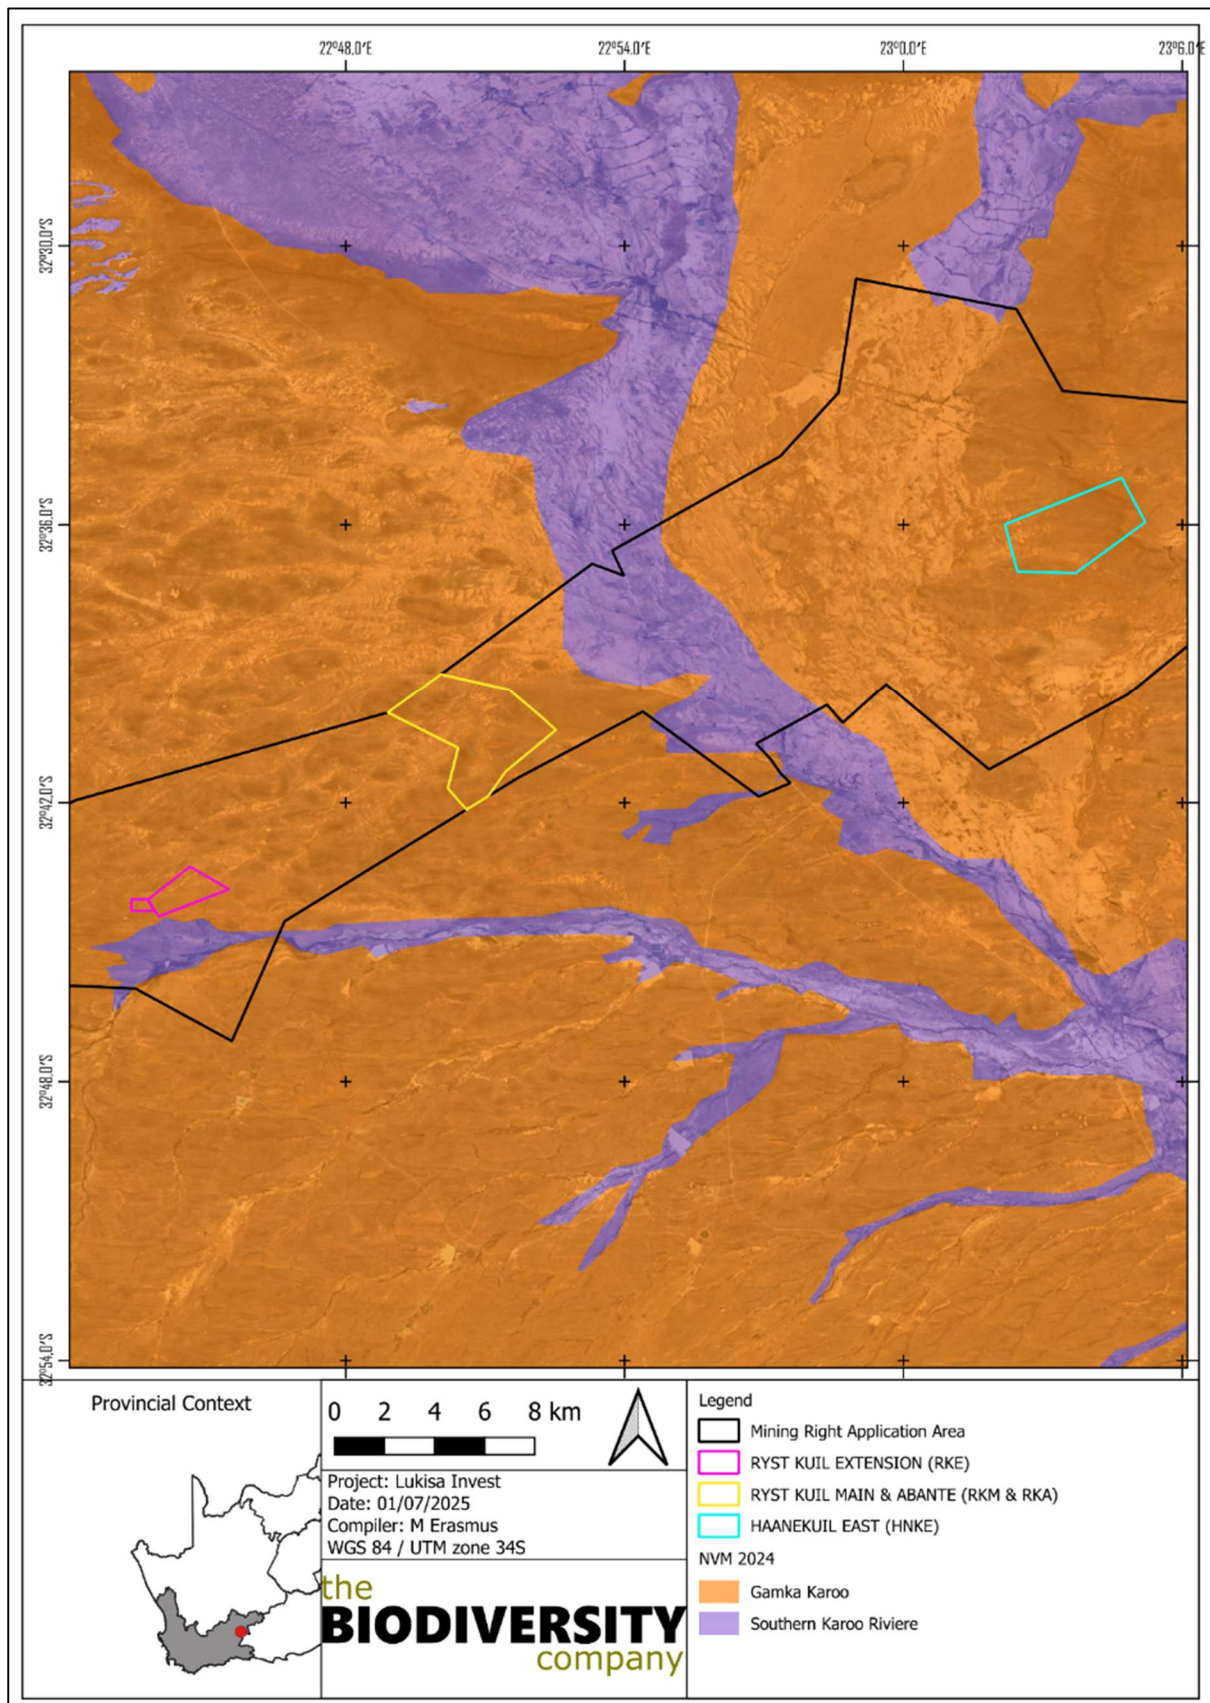 22°48.0'E 22°54.0'E 23°0.0'E 23°6.0'E
32°30.0'S
32°36.0'S
32°42.0'S
32°48.0'S
32°54.0'S
Provincial Context
0 2 4 6 8 km
Project: Lukisa Invest
Date: 01/07/2025
Compiler: M Erasmus
WGS 84 / UTM zone 34S
the
BIODIVERSITY
company
Legend
Mining Right Application Area
RYST KUIL EXTENSION (RKE)
RYST KUIL MAIN & ABANTE (RKM & RKA)
HAANEKUIL EAST (HNKE)
NVM 2024
Gamka Karoo
Southern Karoo Riviere